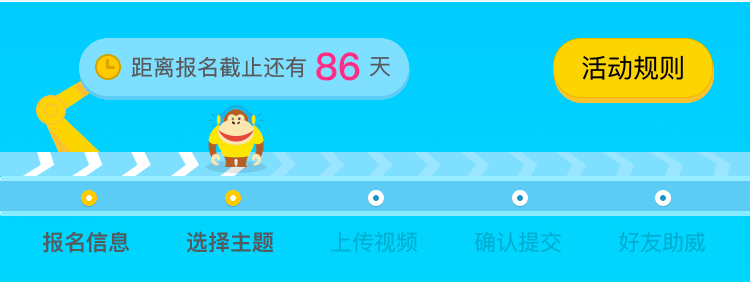 距离报名截止还有 86 天
活动规则
报名信息
选择主题
上传视频
确认提交
好友助威